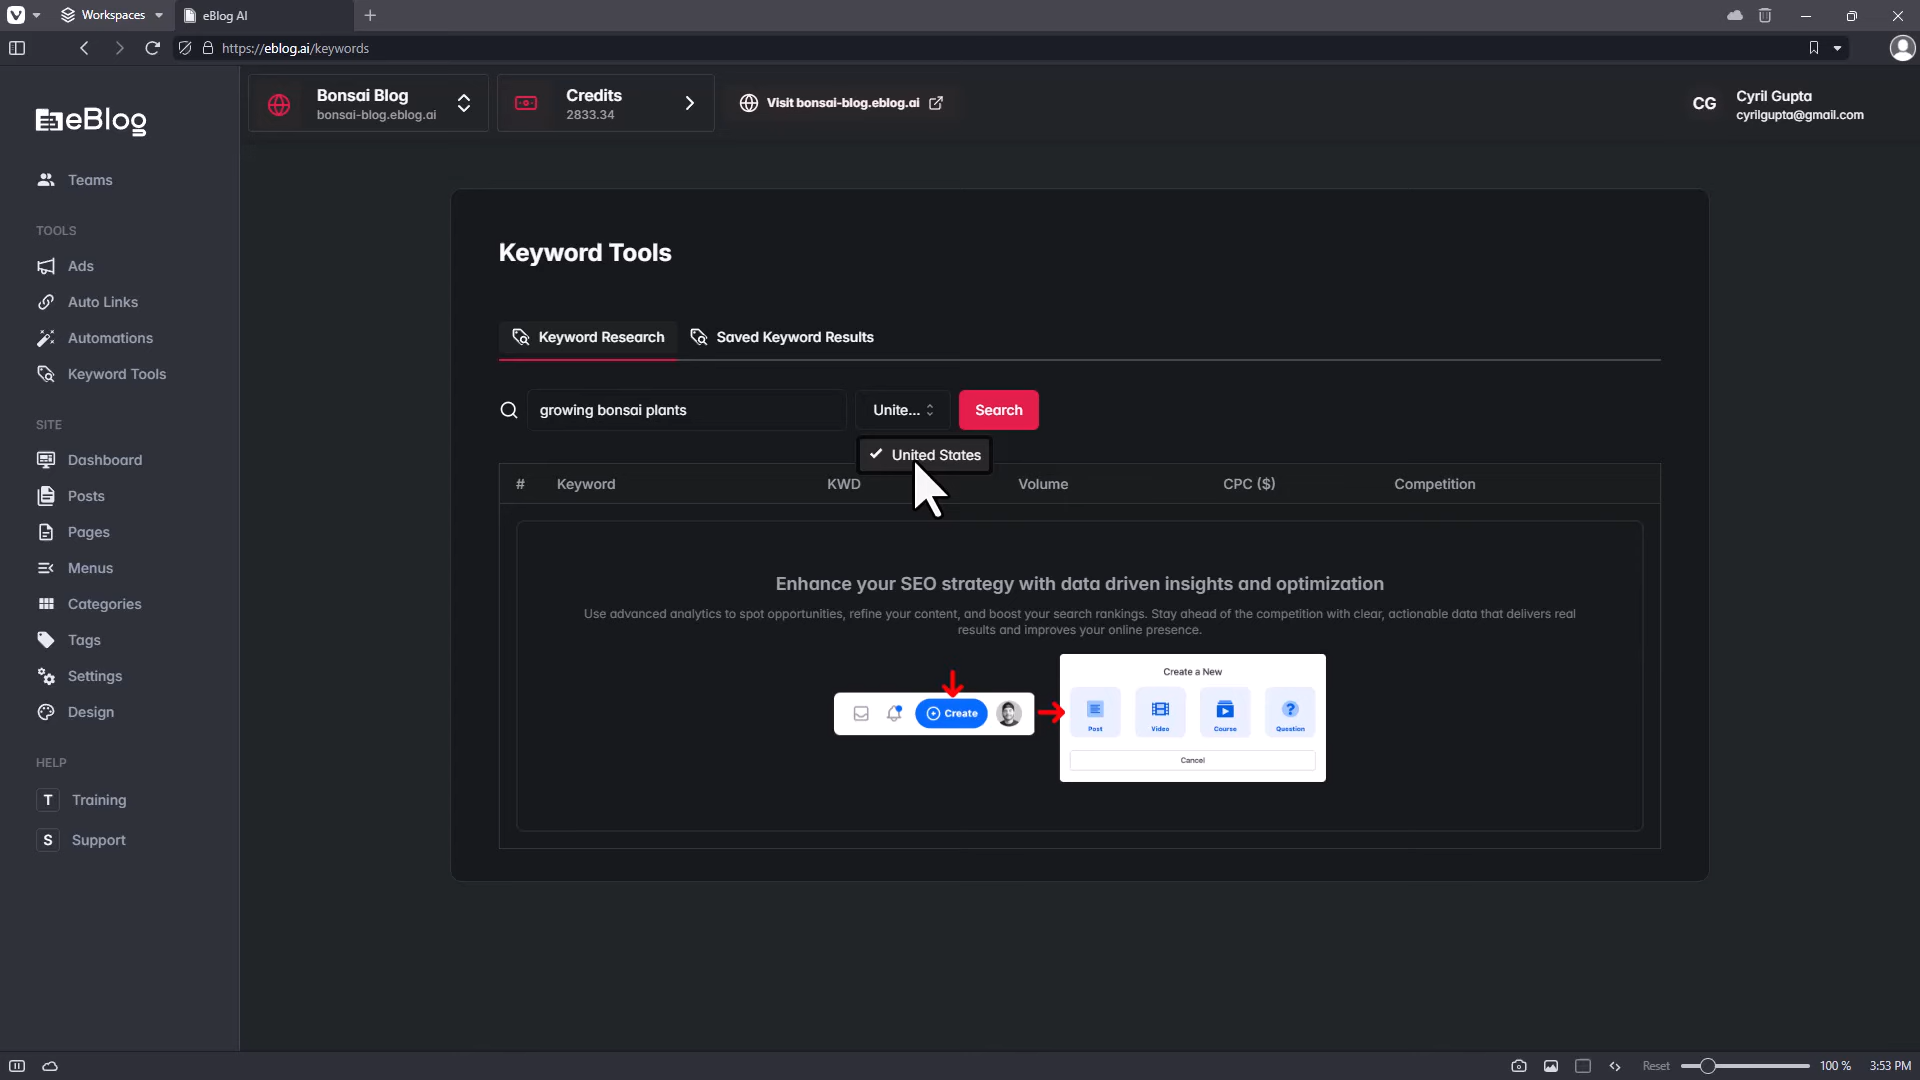 Workspaces
eBlog AI
https://eblog.ai/keywords
eBlog
Bonsai Blog
bonsai-blog.eblog.ai
Credits
2833.34
Visit bonsai-blog.eblog.ai
CG
Cyril Gupta
cyrilgupta@gmail.com
Teams
TOOLS
Ads
Auto Links
Automations
Keyword Tools
SITE
Dashboard
Posts
Pages
Menus
Categories
Tags
Settings
Design
HELP
T Training
S Support
Keyword Tools
Keyword Research
Saved Keyword Results
growing bonsai plants
Unite...
Search
United States
# Keyword KWD Volume CPC ($) Competition
Enhance your SEO strategy with data driven insights and optimization
Use advanced analytics to spot opportunities, refine your content, and boost your search rankings. Stay ahead of the competition with clear, actionable data that delivers real
results and improves your online presence.
Create
Create a New
Post Video Course Question
Cancel
Reset 100 % 3:53 PM